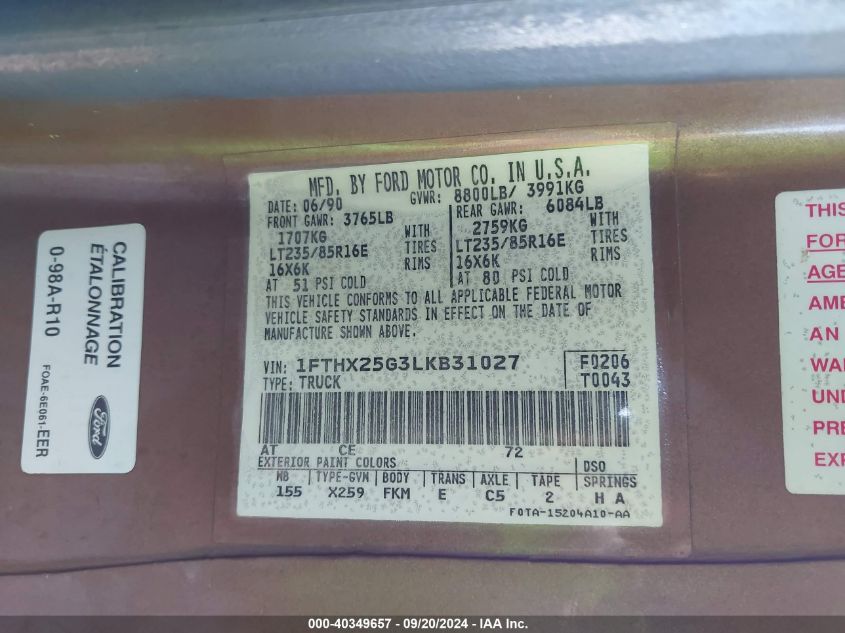 MFD. BY FORD MOTOR CO. IN U.S.A.
DATE: 06/90 GVWR: 8800LB/ 3991KG
FRONT GAWR: 3765LB REAR GAWR: 6084LB
1707KG WITH 2759KG WITH
LT235/85R16E TIRES LT235/85R16E TIRES
16X6K RIMS 16X6K RIMS
AT 51 PSI COLD AT 80 PSI COLD
THIS VEHICLE CONFORMS TO ALL APPLICABLE FEDERAL MOTOR
VEHICLE SAFETY STANDARDS IN EFFECT ON THE DATE OF
MANUFACTURE SHOWN ABOVE.
VIN: 1FTHX25G3LKB31027 F0206
TYPE: TRUCK T0043
AT CE 72
EXTERIOR PAINT COLORS DSO
WB TYPE-GVM BODY TRANS AXLE TAPE SPRINGS
155 X259 FKM E C5 2 H A
F0TA-15204A10-AA
CALIBRATION
ÉTALONNAGE
0-98A-R10
FOAE-6E061-EER
Ford
THIS
FOR
AGE
AME
AN
WAR
UND
PRE
EXP
000-40349657 - 09/20/2024 - IAA Inc.